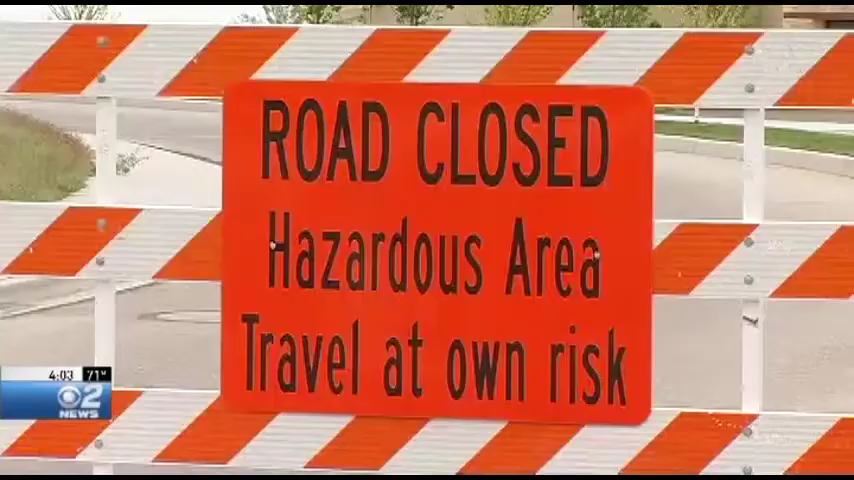 ROAD CLOSED
Hazardous Area
Travel at own risk
4:03 71°
2
NEWS